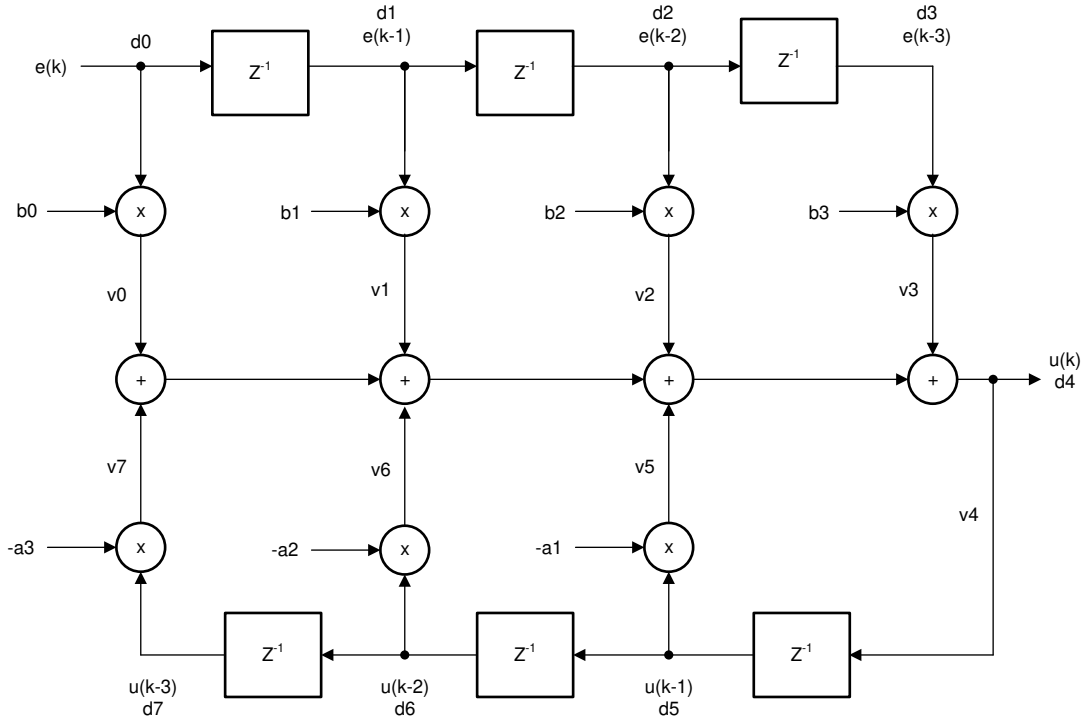 d1
d2
d3
d0
e(k-1)
e(k-2)
e(k-3)
e(k)
Z-1
Z-1
Z-1
b0
x
b1
x
b2
x
b3
x
v0
v1
v2
v3
+
+
+
+
u(k)
d4
v7
v6
v5
v4
-a3
x
-a2
x
-a1
x
Z-1
Z-1
Z-1
u(k-3)
d7
u(k-2)
d6
u(k-1)
d5